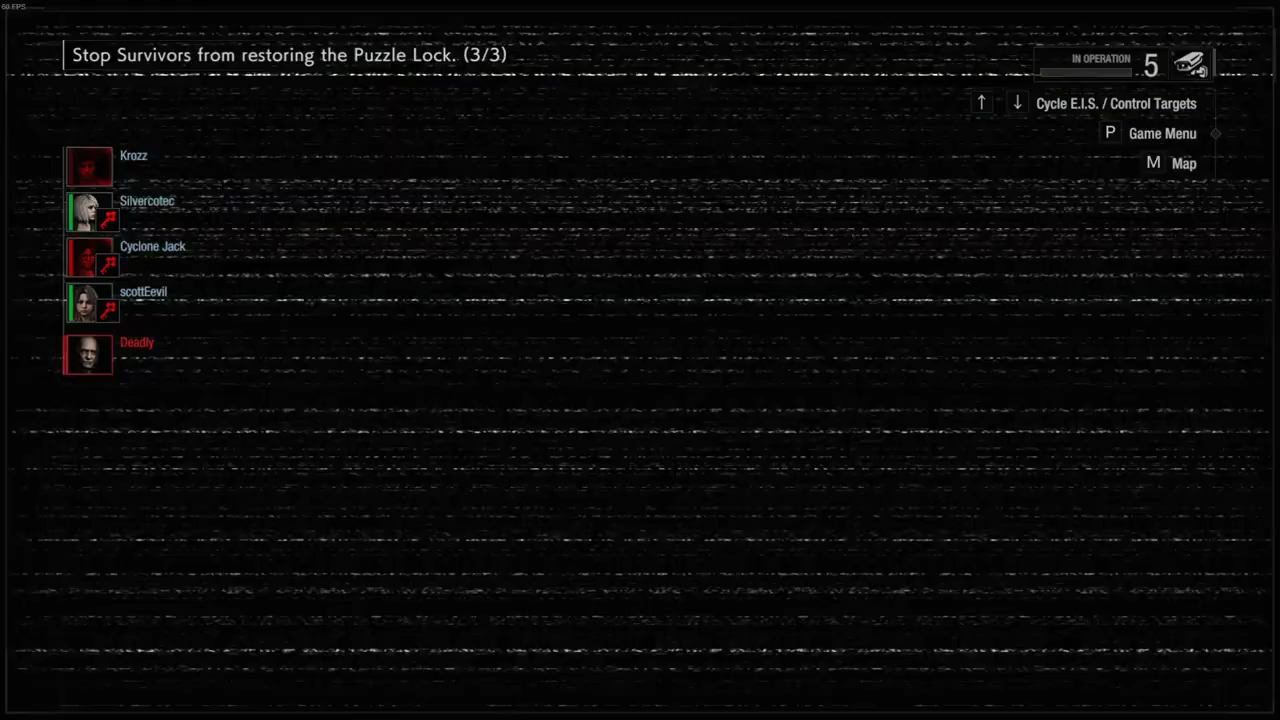 60 FPS
Stop Survivors from restoring the Puzzle Lock. (3/3)
IN OPERATION 5
↑ ↓ Cycle E.I.S. / Control Targets
P Game Menu
M Map
Krozz
Silvercotec
Cyclone Jack
scottEevil
Deadly